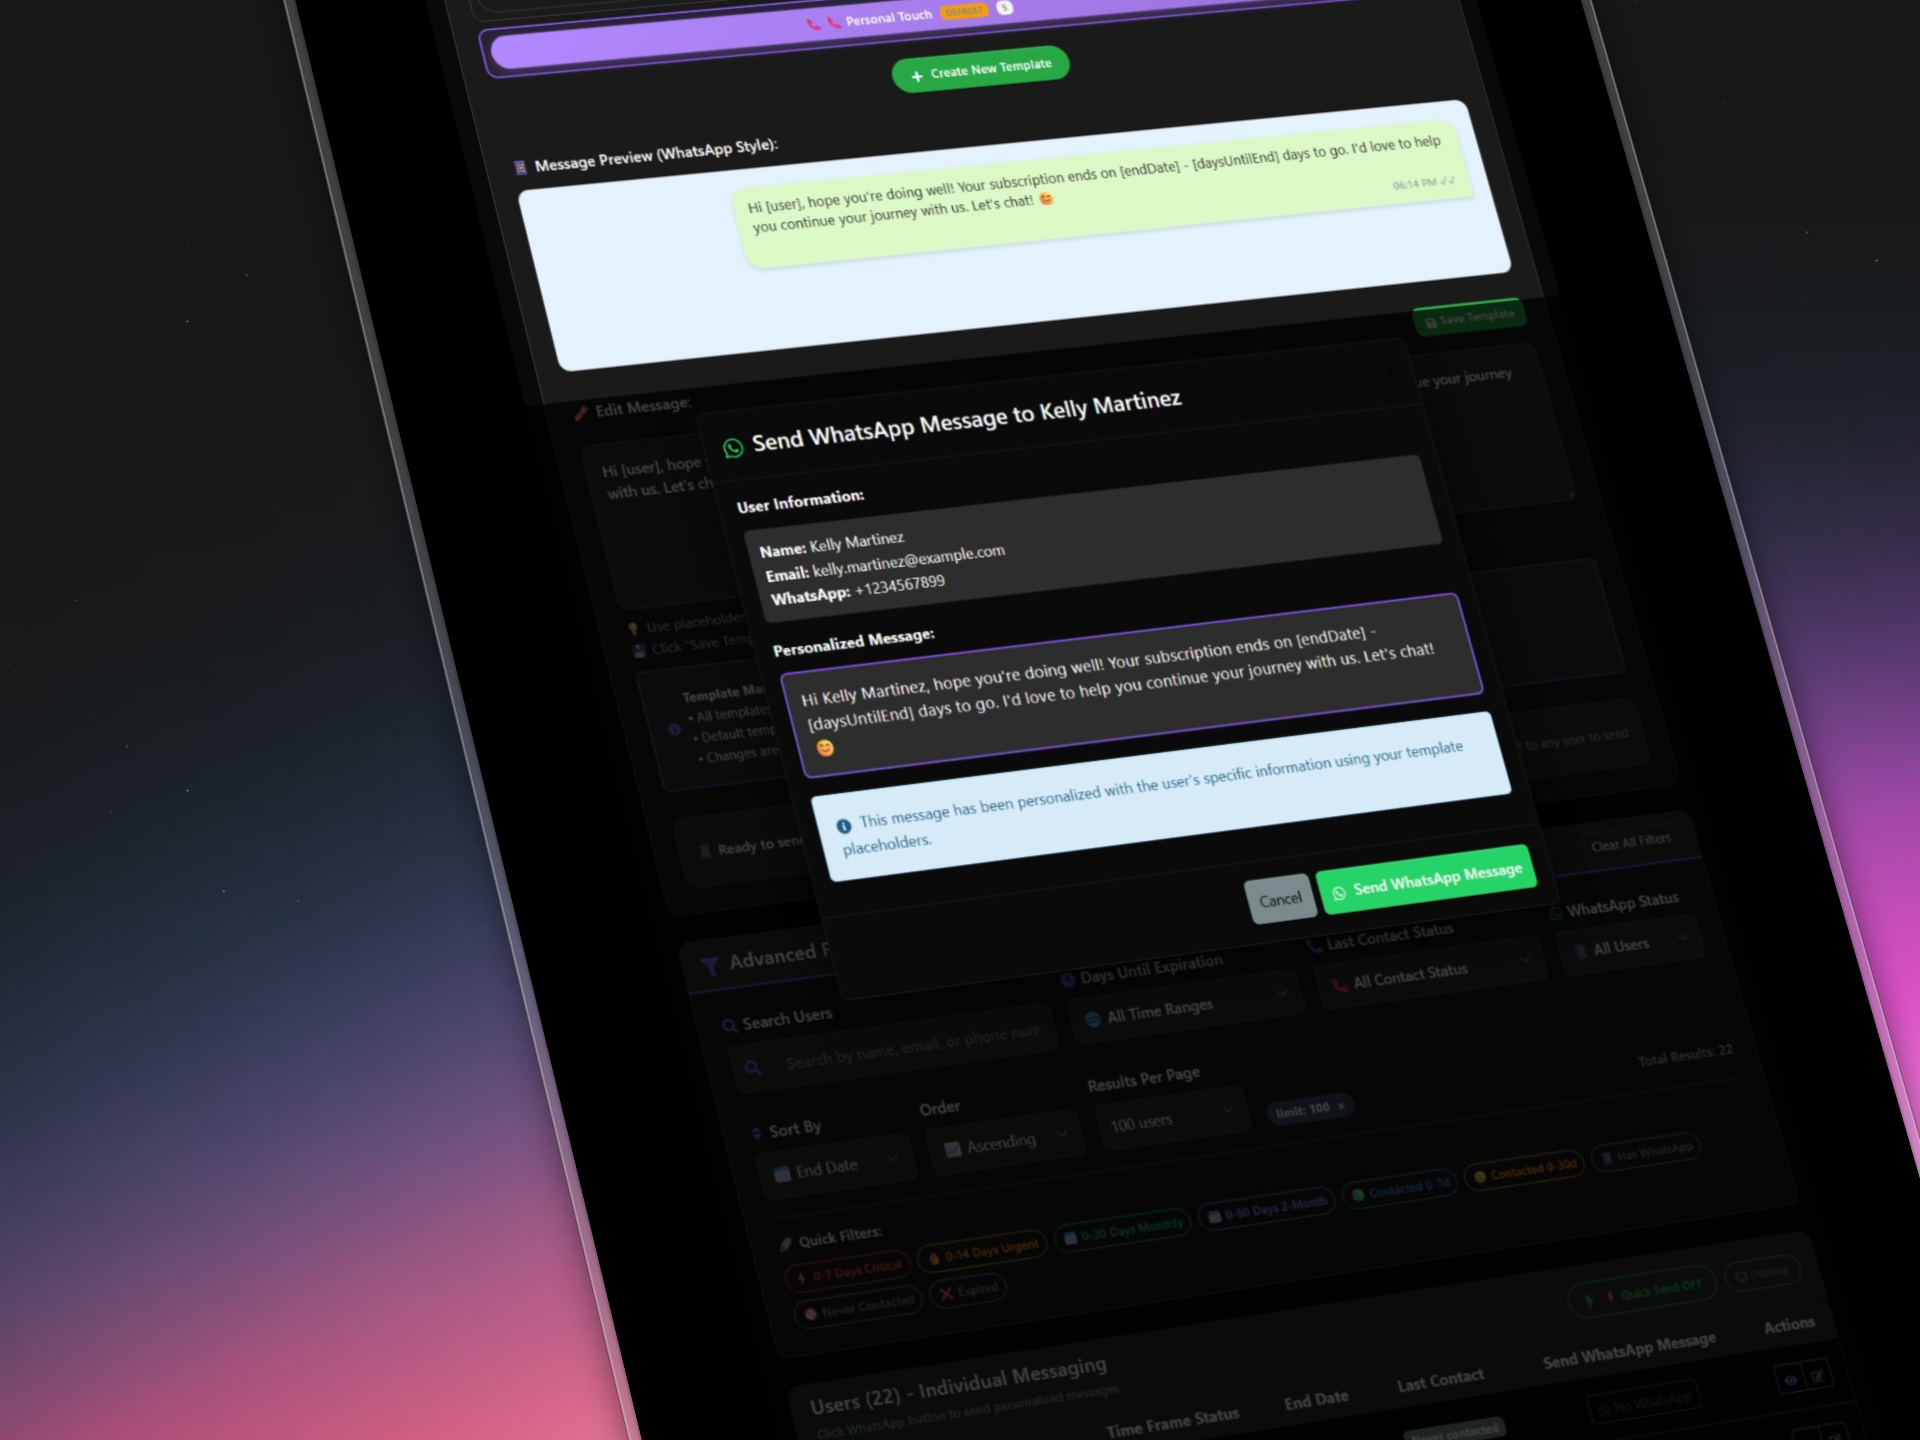 Personal Touch DEFAULT 5
Create New Template
Message Preview (WhatsApp Style):
Hi [user], hope you're doing well! Your subscription ends on [endDate] - [daysUntilEnd] days to go. I'd love to help
you continue your journey with us. Let's chat! 😊
06:14 PM ✓✓
Save Template
Edit Message:
Hi [user], hope
ue your journey
with us. Let's ch
Send WhatsApp Message to Kelly Martinez
User Information:
Name: Kelly Martinez
Email: kelly.martinez@example.com
WhatsApp: +1234567899
Personalized Message:
Hi Kelly Martinez, hope you're doing well! Your subscription ends on [endDate] -
[daysUntilEnd] days to go. I'd love to help you continue your journey with us. Let's chat!
😊
This message has been personalized with the user's specific information using your template
placeholders.
Cancel
Send WhatsApp Message
Use placeholder
Click "Save Temp
Template Ma
• All template
• Default temp
• Changes are
t to any user to send
Ready to send
Clear All Filters
Advanced F
Search Users
Search by name, email, or phone num
Days Until Expiration
All Time Ranges
Last Contact Status
All Contact Status
WhatsApp Status
All Users
Sort By
End Date
Order
Ascending
Results Per Page
100 users
limit: 100 x
Total Results: 22
Quick Filters:
0-7 Days Critical
0-14 Days Urgent
0-30 Days Monthly
0-60 Days 2-Month
Contacted 0-7d
Contacted 0-30d
Has WhatsApp
Never Contacted
Expired
Quick Send OFF
Desktop
Users (22) - Individual Messaging
Click WhatsApp button to send personalized messages
Time Frame Status
End Date
Last Contact
Send WhatsApp Message
Actions
Never contacted
No WhatsApp